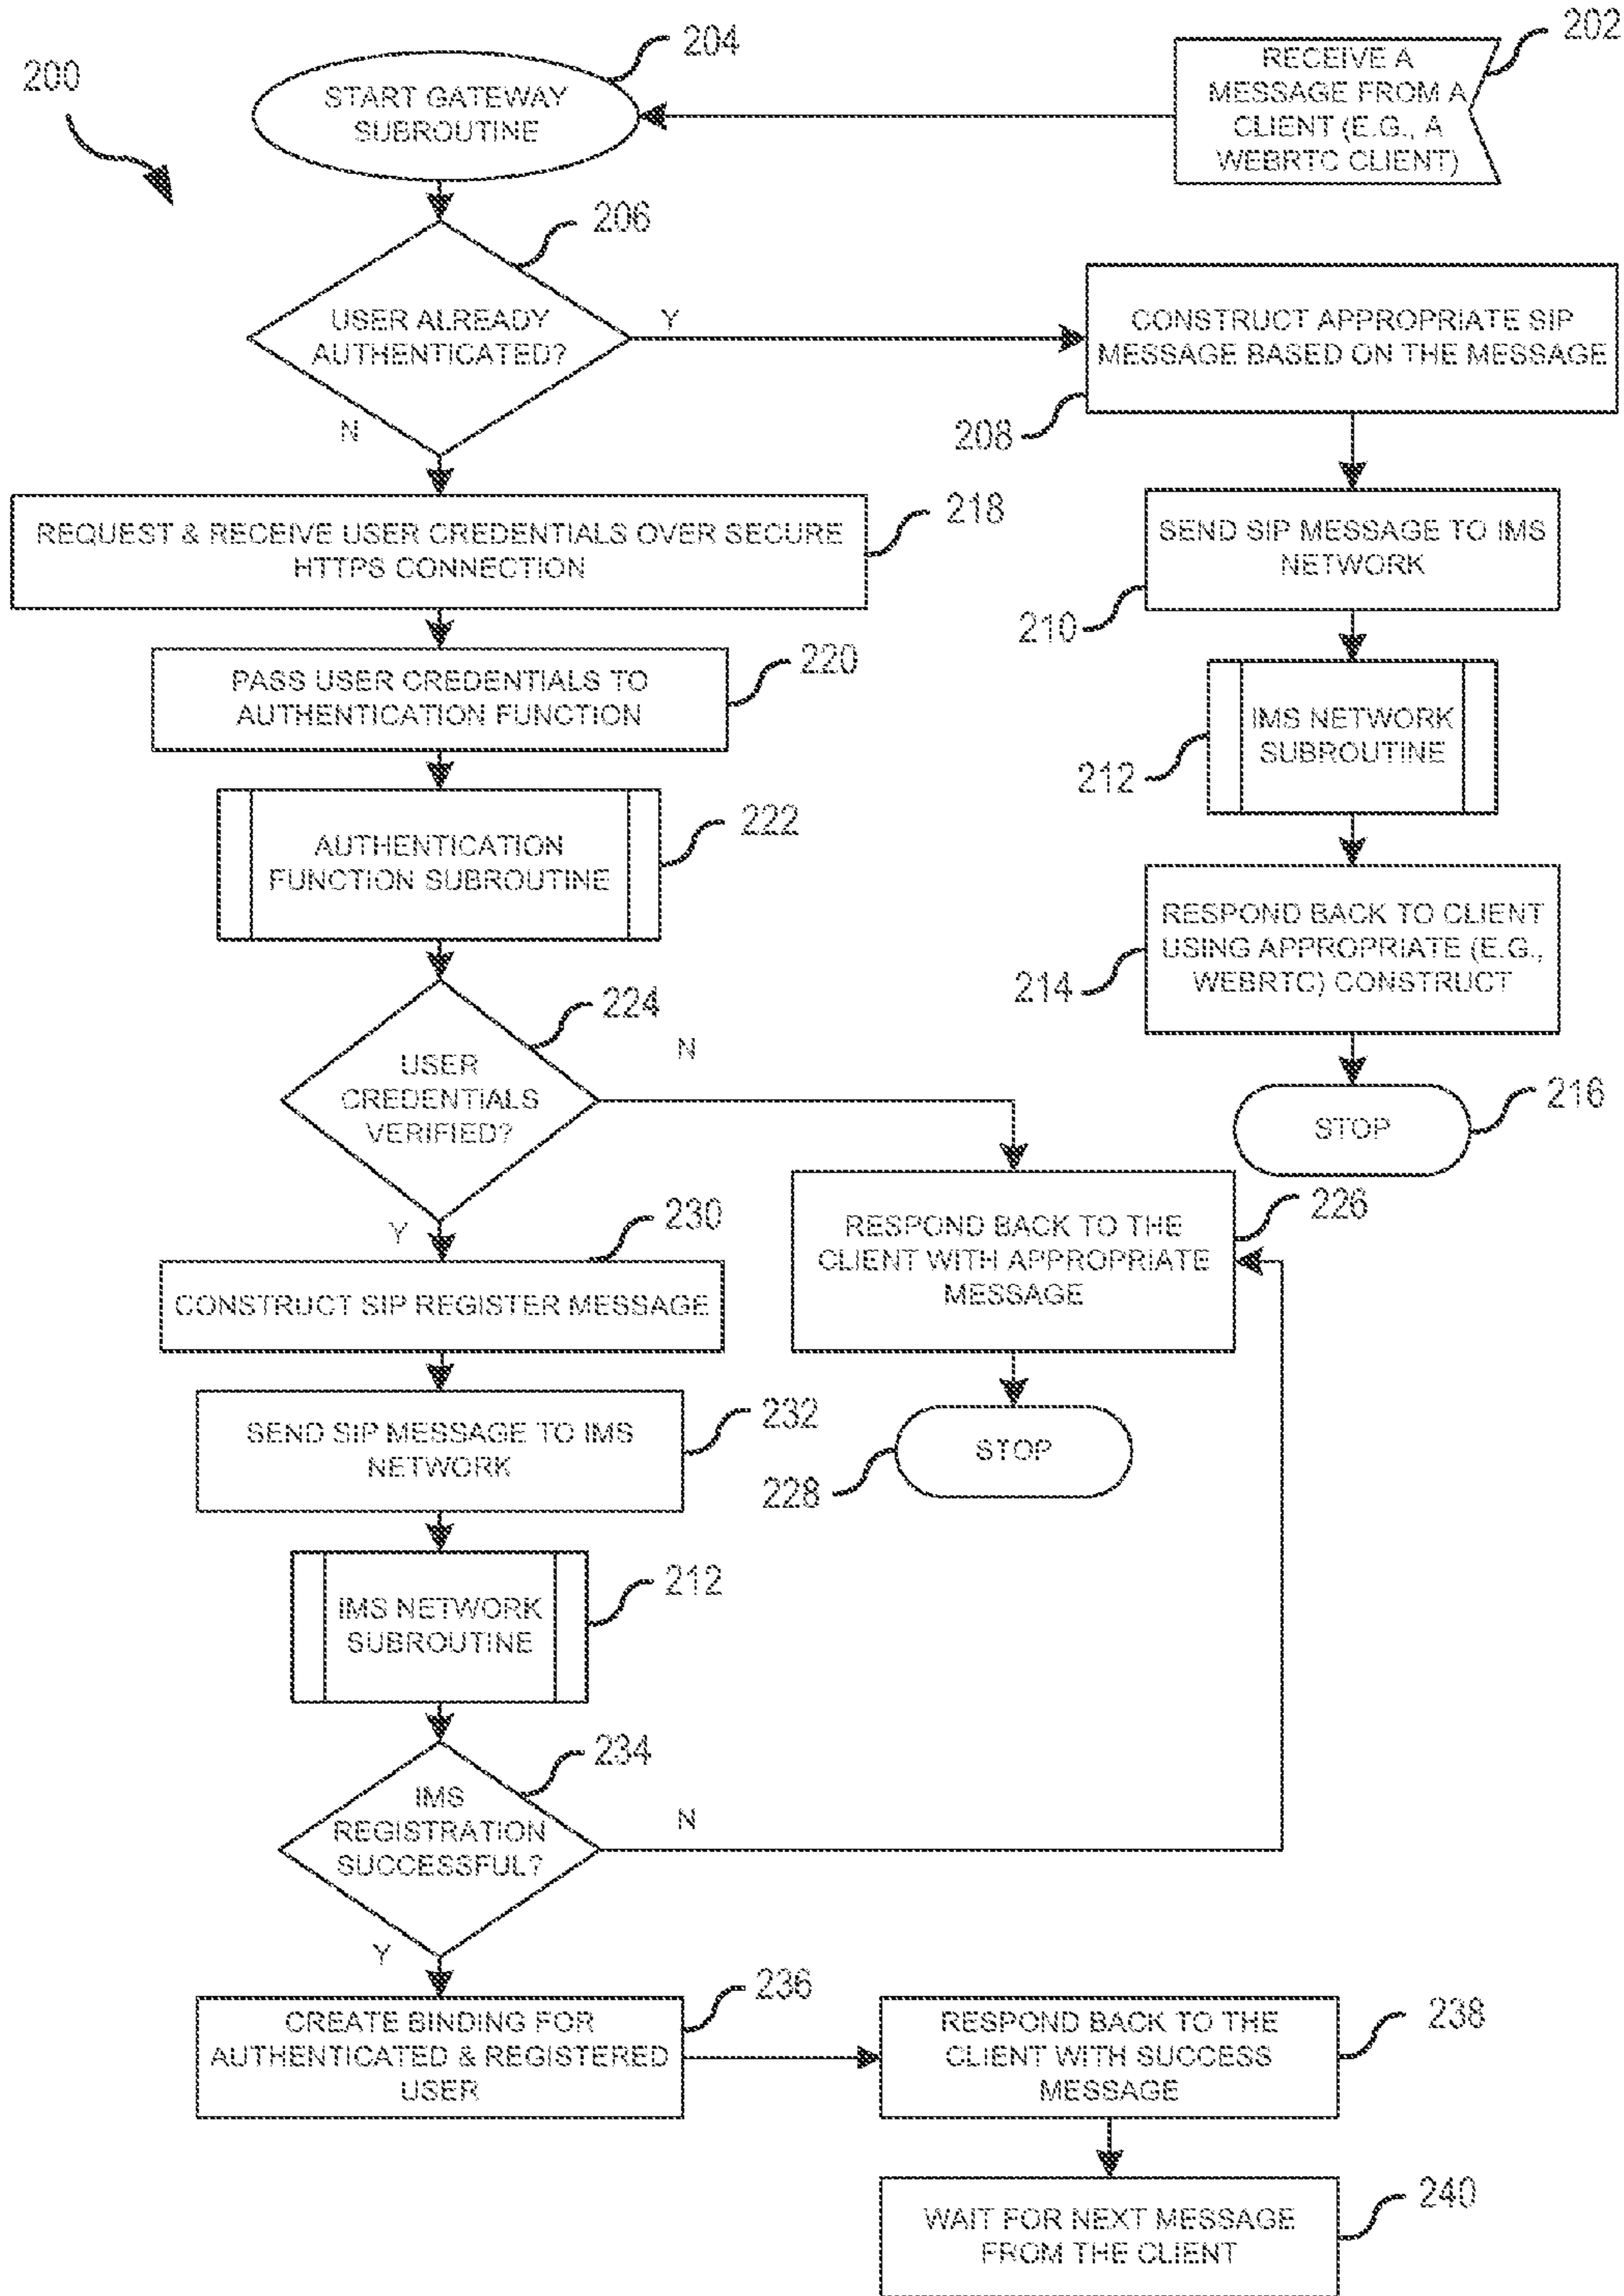 200
204
START GATEWAY
SUBROUTINE
202
RECEIVE A
MESSAGE FROM A
CLIENT (E.G., A
WEBRTC CLIENT)
206
USER ALREADY
AUTHENTICATED?
Y
N
CONSTRUCT APPROPRIATE SIP
MESSAGE BASED ON THE MESSAGE
208
REQUEST & RECEIVE USER CREDENTIALS OVER SECURE
HTTPS CONNECTION
218
SEND SIP MESSAGE TO IMS
NETWORK
210
PASS USER CREDENTIALS TO
AUTHENTICATION FUNCTION
220
IMS NETWORK
SUBROUTINE
212
AUTHENTICATION
FUNCTION SUBROUTINE
222
RESPOND BACK TO CLIENT
USING APPROPRIATE (E.G.,
WEBRTC) CONSTRUCT
214
224
USER
CREDENTIALS
VERIFIED?
N
Y
STOP
216
RESPOND BACK TO THE
CLIENT WITH APPROPRIATE
MESSAGE
226
230
CONSTRUCT SIP REGISTER MESSAGE
SEND SIP MESSAGE TO IMS
NETWORK
232
STOP
228
IMS NETWORK
SUBROUTINE
212
234
IMS
REGISTRATION
SUCCESSFUL?
N
Y
CREATE BINDING FOR
AUTHENTICATED & REGISTERED
USER
236
RESPOND BACK TO THE
CLIENT WITH SUCCESS
MESSAGE
238
WAIT FOR NEXT MESSAGE
FROM THE CLIENT
240